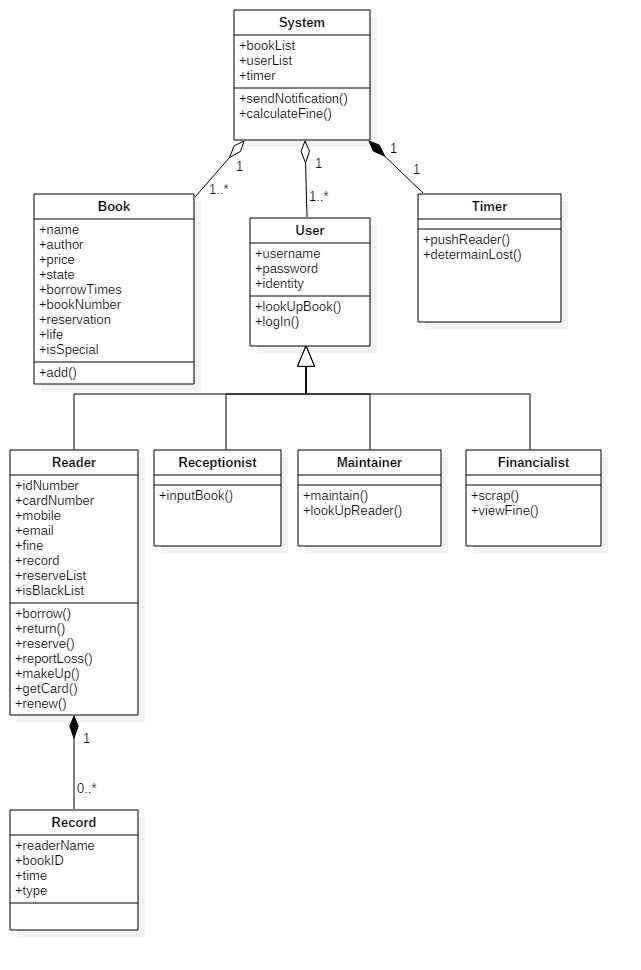 System
+bookList
+userList
+timer
+sendNotification()
+calculateFine()
1
1
1
1..*
1..*
1
Book
+name
+author
+price
+state
+borrowTimes
+bookNumber
+reservation
+life
+isSpecial
+add()
User
+username
+password
+identity
+lookUpBook()
+logIn()
Timer
+pushReader()
+determainLost()
Reader
+idNumber
+cardNumber
+mobile
+email
+fine
+record
+reserveList
+isBlackList
+borrow()
+return()
+reserve()
+reportLoss()
+makeUp()
+getCard()
+renew()
Receptionist
+inputBook()
Maintainer
+maintain()
+lookUpReader()
Financialist
+scrap()
+viewFine()
1
0..*
Record
+readerName
+bookID
+time
+type